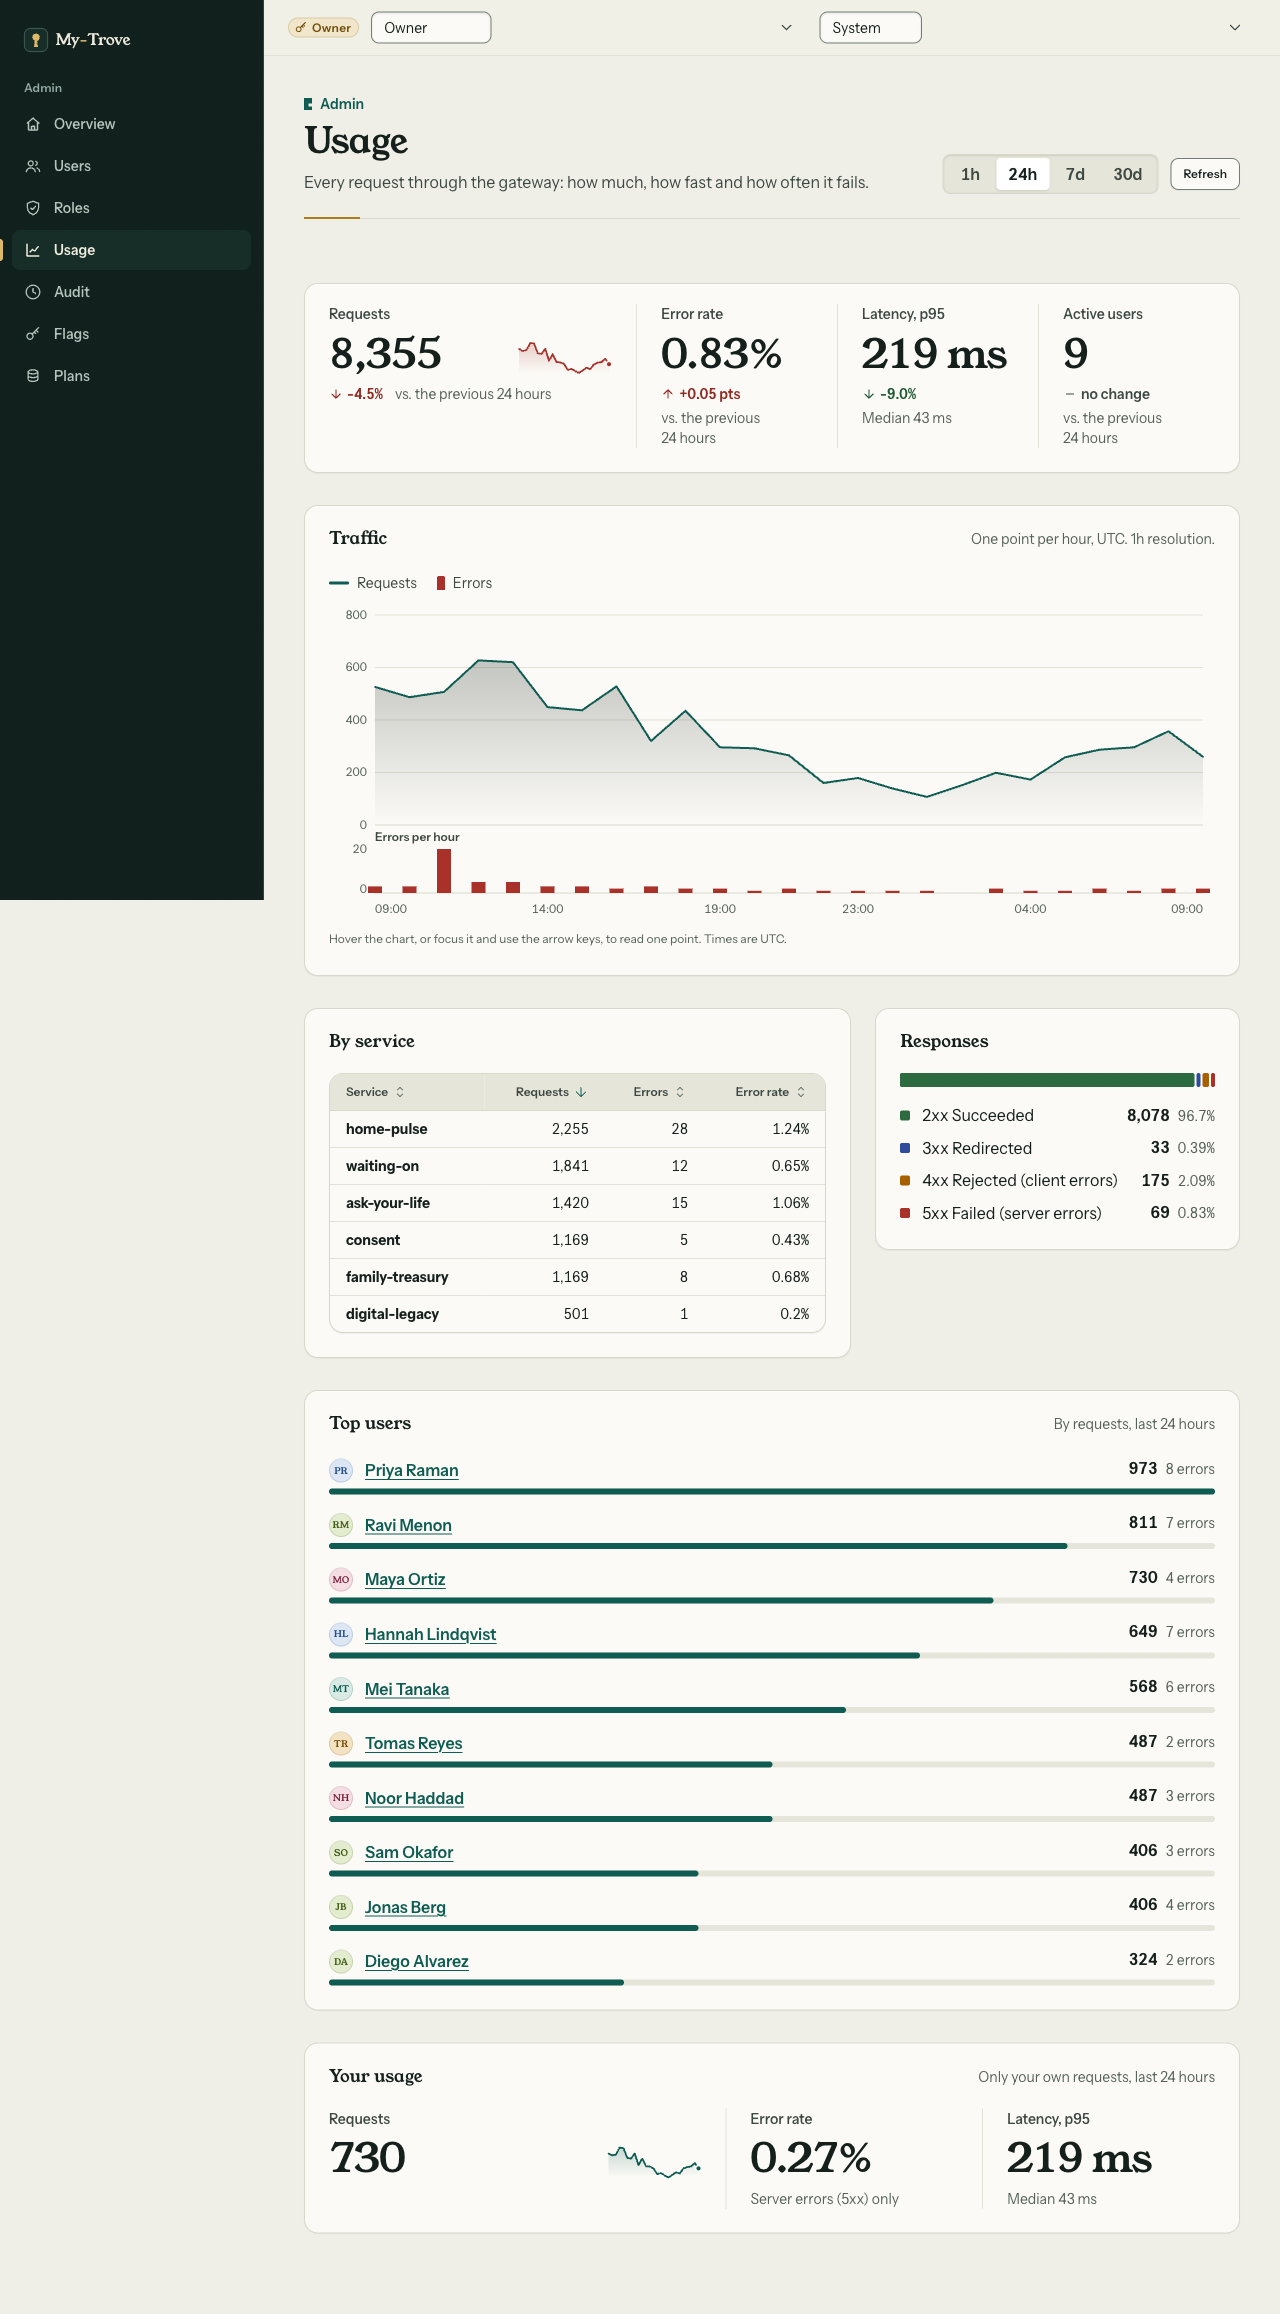 My-Trove
Admin
Overview
Users
Roles
Usage
Audit
Flags
Plans
Owner
Owner
System
Admin
Usage
Every request through the gateway: how much, how fast and how often it fails.
1h 24h 7d 30d
Refresh
Requests
8,355
↓ -4.5% vs. the previous 24 hours
Error rate
0.83%
↑ +0.05 pts
vs. the previous
24 hours
Latency, p95
219 ms
↓ -9.0%
Median 43 ms
Active users
9
– no change
vs. the previous
24 hours
Traffic
One point per hour, UTC. 1h resolution.
Requests Errors
800
600
400
200
0
Errors per hour
20
0
09:00 14:00 19:00 23:00 04:00 09:00
Hover the chart, or focus it and use the arrow keys, to read one point. Times are UTC.
By service
Service Requests ↓ Errors Error rate
home-pulse 2,255 28 1.24%
waiting-on 1,841 12 0.65%
ask-your-life 1,420 15 1.06%
consent 1,169 5 0.43%
family-treasury 1,169 8 0.68%
digital-legacy 501 1 0.2%
Responses
2xx Succeeded 8,078 96.7%
3xx Redirected 33 0.39%
4xx Rejected (client errors) 175 2.09%
5xx Failed (server errors) 69 0.83%
Top users
By requests, last 24 hours
PR Priya Raman 973 8 errors
RM Ravi Menon 811 7 errors
MO Maya Ortiz 730 4 errors
HL Hannah Lindqvist 649 7 errors
MT Mei Tanaka 568 6 errors
TR Tomas Reyes 487 2 errors
NH Noor Haddad 487 3 errors
SO Sam Okafor 406 3 errors
JB Jonas Berg 406 4 errors
DA Diego Alvarez 324 2 errors
Your usage
Only your own requests, last 24 hours
Requests
730
Error rate
0.27%
Server errors (5xx) only
Latency, p95
219 ms
Median 43 ms